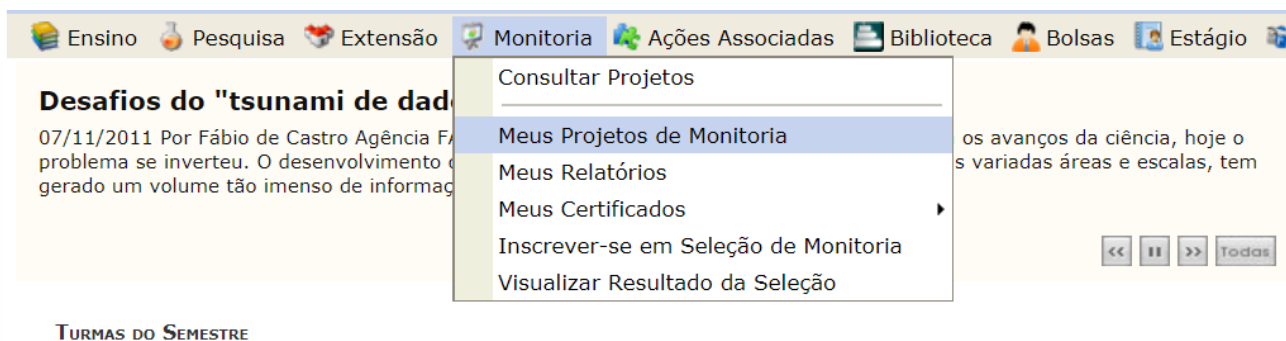 Ensino Pesquisa Extensão Monitoria Ações Associadas Biblioteca Bolsas Estágio
Consultar Projetos
Meus Projetos de Monitoria
Meus Relatórios
Meus Certificados
Inscrever-se em Seleção de Monitoria
Visualizar Resultado da Seleção
Desafios do "tsunami de
07/11/2011 Por Fábio de Castro Agência os avanços da ciência, hoje o
problema se inverteu. O desenvolvimento variadas áreas e escalas, tem
gerado um volume tão imenso de
<< II >> Todas
Turmas do Semestre